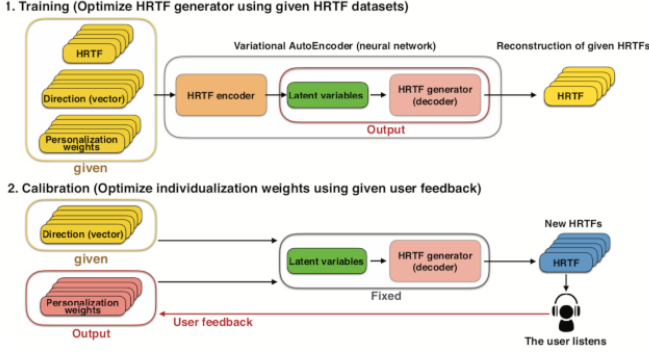 1. Training (Optimize HRTF generator using given HRTF datasets)
Variational AutoEncoder (neural network)
Reconstruction of given HRTFs
HRTF
Direction (vector)
Personalization
weights
given
HRTF encoder
Latent variables
HRTF generator
(decoder)
Output
HRTF
2. Calibration (Optimize individualization weights using given user feedback)
Direction (vector)
given
Personalization
weights
Output
Latent variables
HRTF generator
(decoder)
Fixed
New HRTFs
HRTF
User feedback
The user listens